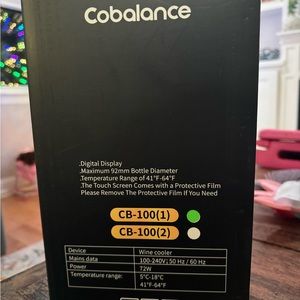 Cobalance
.Digital Display
.Maximum 92mm Bottle Diameter
.Temperature Range of 41°F-64°F
.The Touch Screen Comes with a Protective Film
Please Remove The Protective Film If You Need
CB-100(1)
CB-100(2)
Device Wine cooler
Mains data 100-240V; 50 Hz / 60 Hz
Power 72W
Temperature range: 5°C-18°C
41°F-64°F